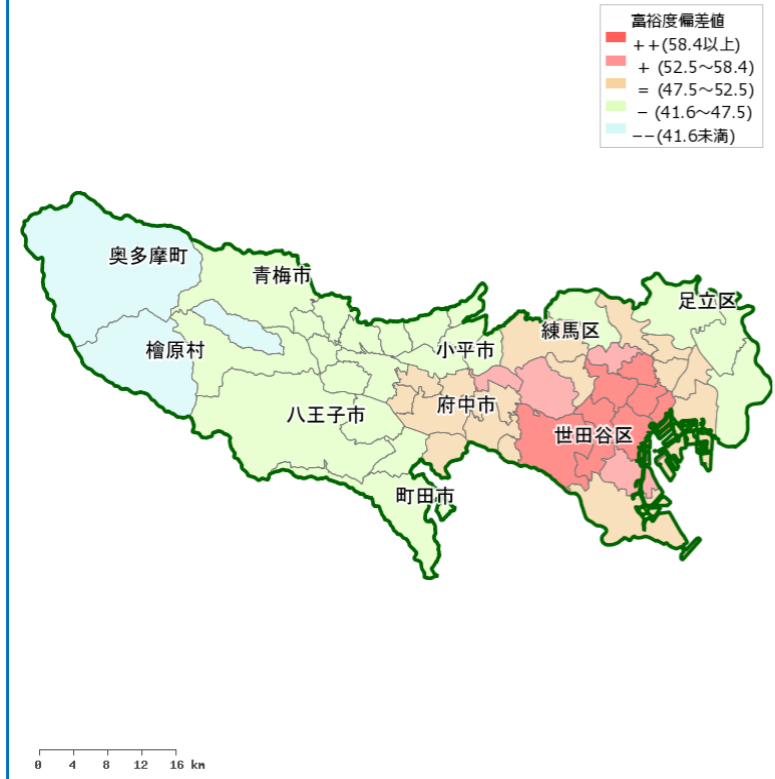 富裕度偏差値
++(58.4以上)
+ (52.5～58.4)
= (47.5～52.5)
− (41.6～47.5)
−−(41.6未満)
奥多摩町
青梅市
足立区
練馬区
檜原村
小平市
府中市
八王子市
世田谷区
町田市
0 4 8 12 16 km